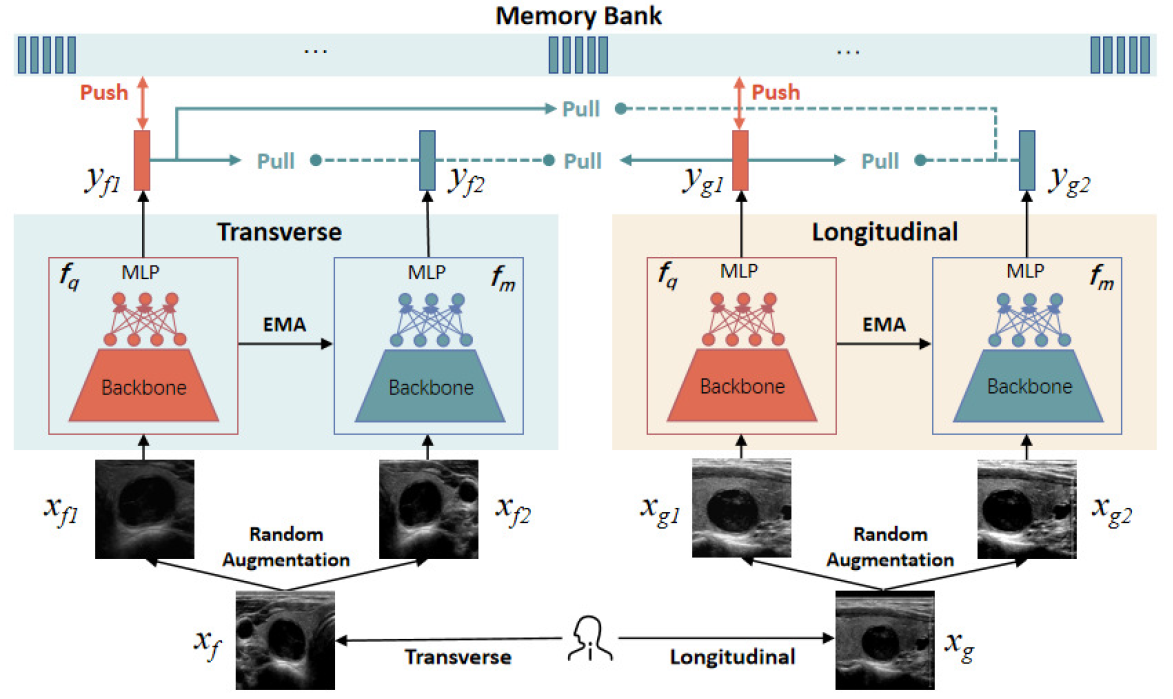 Memory Bank
... ...
Push Push
Pull
Pull Pull Pull
y_{f1} y_{f2} y_{g1} y_{g2}
Transverse Longitudinal
f_q MLP MLP f_m f_q MLP MLP f_m
EMA EMA
Backbone Backbone Backbone Backbone
x_{f1} x_{f2} x_{g1} x_{g2}
Random Random
Augmentation Augmentation
x_f x_g
Transverse Longitudinal